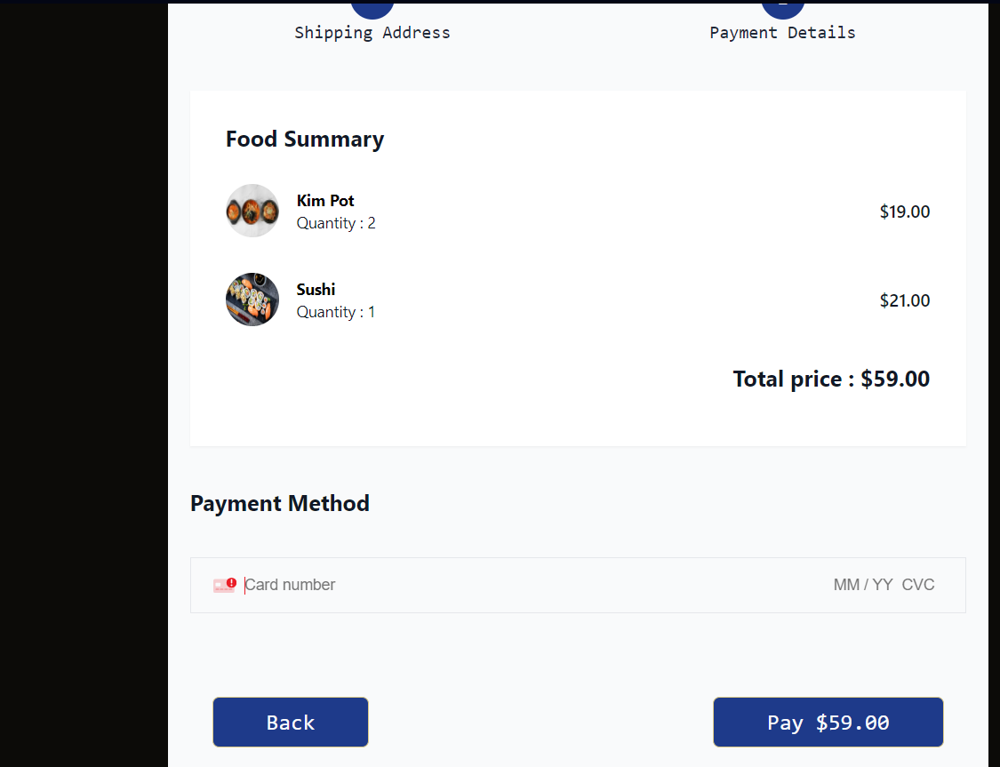 Shipping Address
Payment Details
Food Summary
Kim Pot
Quantity : 2
$19.00
Sushi
Quantity : 1
$21.00
Total price : $59.00
Payment Method
Card number
MM / YY CVC
Back
Pay $59.00